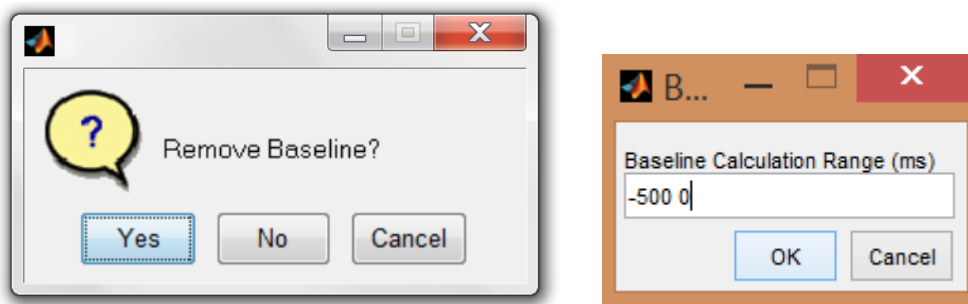 ?
Remove Baseline?
Yes
No
Cancel
B...
Baseline Calculation Range (ms)
-500 0
OK
Cancel